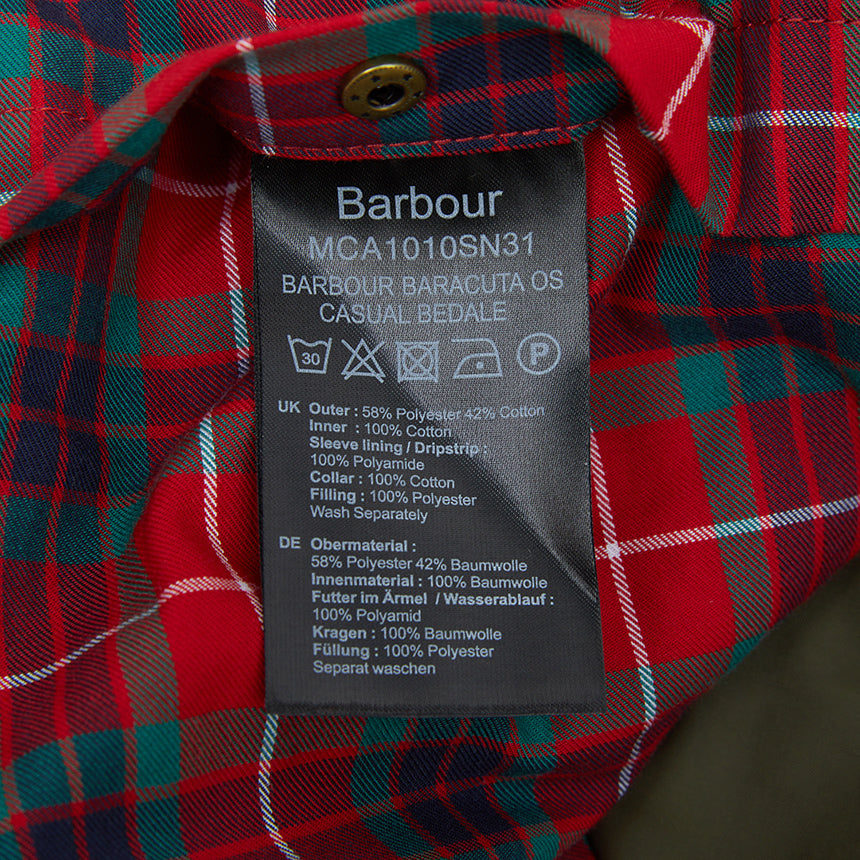 Barbour
MCA1010SN31
BARBOUR BARACUTA OS
CASUAL BEDALE
30 P
UK Outer : 58% Polyester 42% Cotton
Inner : 100% Cotton
Sleeve lining / Dripstrip :
100% Polyamide
Collar : 100% Cotton
Filling : 100% Polyester
Wash Separately
DE Obermaterial :
58% Polyester 42% Baumwolle
Innenmaterial : 100% Baumwolle
Futter im Ärmel / Wasserablauf :
100% Polyamid
Kragen : 100% Baumwolle
Füllung : 100% Polyester
Separat waschen